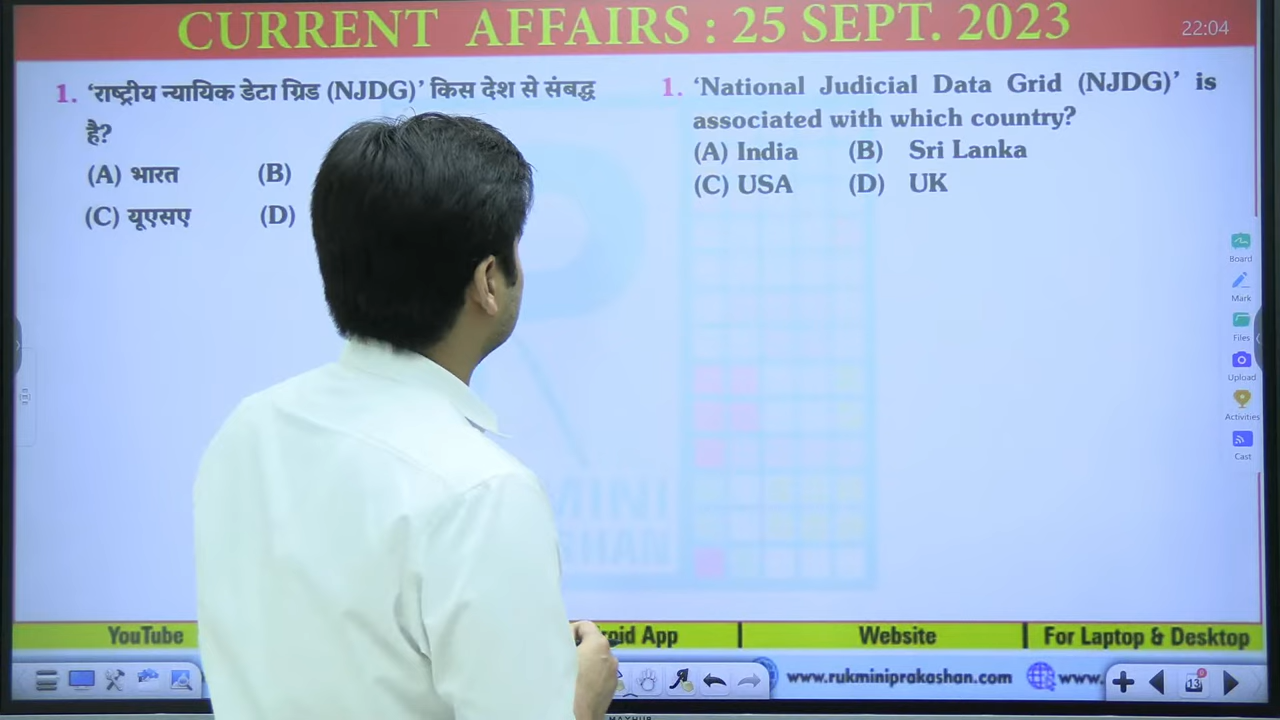 CURRENT AFFAIRS : 25 SEPT. 2023
22:04
1. ‘राष्ट्रीय न्यायिक डेटा ग्रिड (NJDG)’ किस देश से संबद्ध
है?
(A) भारत (B)
(C) यूएसए (D)
1. ‘National Judicial Data Grid (NJDG)’ is
associated with which country?
(A) India (B) Sri Lanka
(C) USA (D) UK
Board
Mark
Files
Upload
Activities
Cast
YouTube App Website For Laptop & Desktop
www.rukminiprakashan.com www.
13